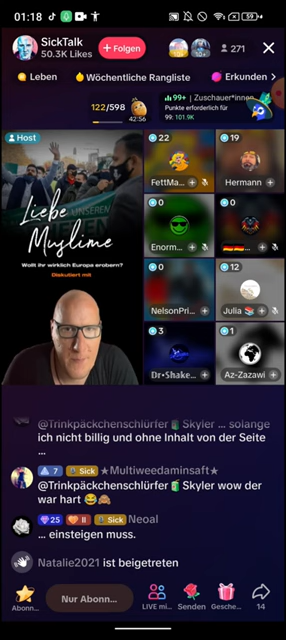 01:18
59
SickTalk
50.3K Likes
+ Folgen
271
Leben
Wöchentliche Rangliste
Erkunden
122/598
42:56
99+ | Zuschauer*innen
Punkte erforderlich für
99: 101.9K
Host
Liebe
Muslime
Wollt ihr wirklich Europa erobern?
Diskutiert mit
22
FettMa...
19
Hermann
0
Enorm...
0
0
NelsonPri...
12
Julia
3
Dr•Shake...
1
Az-Zazawi
@Trinkpäckchenschlürfer Skyler ... solange
ich nicht billig und ohne Inhalt von der Seite
...
7 Sick ★Multiweedaminsaft★
@Trinkpäckchenschlürfer Skyler wow der
war hart
25 II Sick Neoal
... einsteigen muss.
Natalie2021 ist beigetreten
Abonn...
Nur Abonn...
LIVE mi...
Senden
Gesche...
14